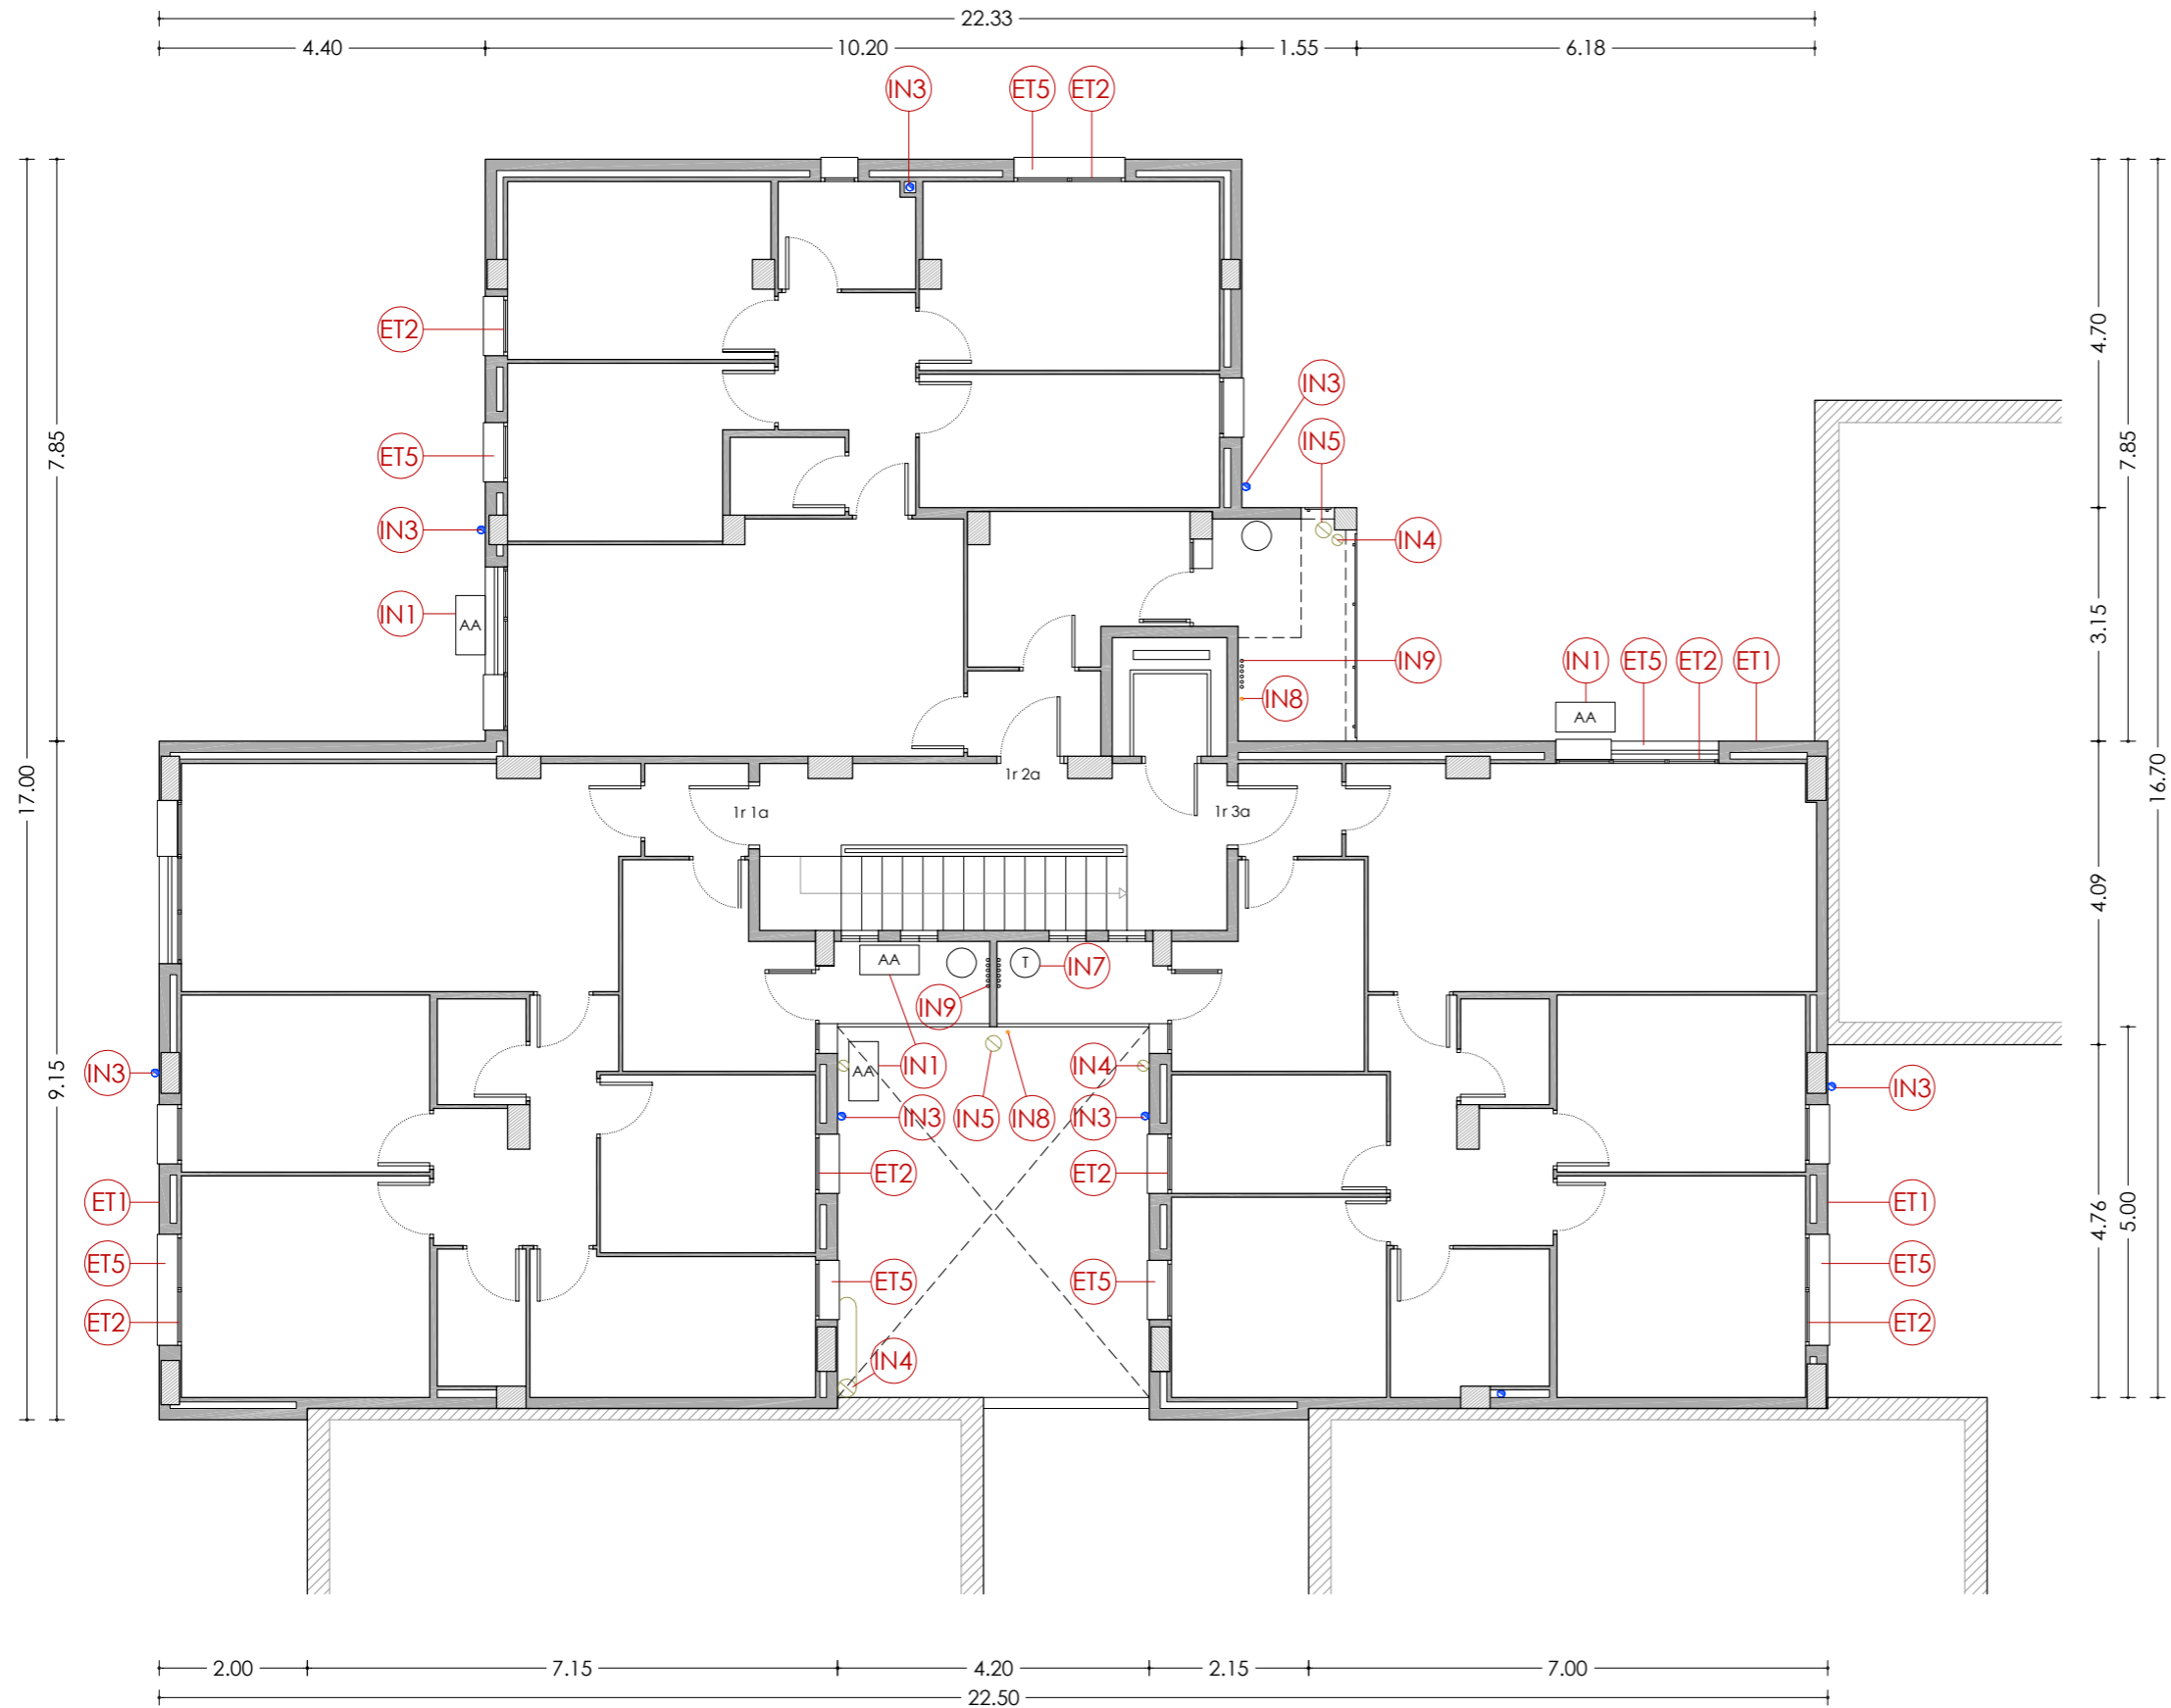 22.33
4.40
10.20
1.55
6.18
IN3
ET5
ET2
ET2
4.70
IN3
IN5
7.85
ET5
7.85
IN3
IN4
IN1
AA
3.15
IN9
IN1
ET5
ET2
ET1
IN8
AA
17.00
16.70
1r 2a
1r 1a
1r 3a
4.09
AA
T
IN7
IN9
IN3
AA
IN1
IN4
IN3
9.15
IN3
IN5
IN8
IN3
ET2
ET2
ET1
ET1
4.76
5.00
ET5
ET5
ET5
ET5
ET2
ET2
IN4
2.00
7.15
4.20
2.15
7.00
22.50